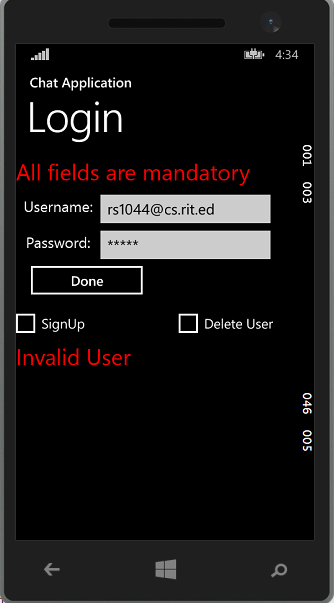 4:34
Chat Application
Login
001
003
All fields are mandatory
Username: rs1044@cs.rit.ed
Password: *****
Done
SignUp Delete User
Invalid User
046
005